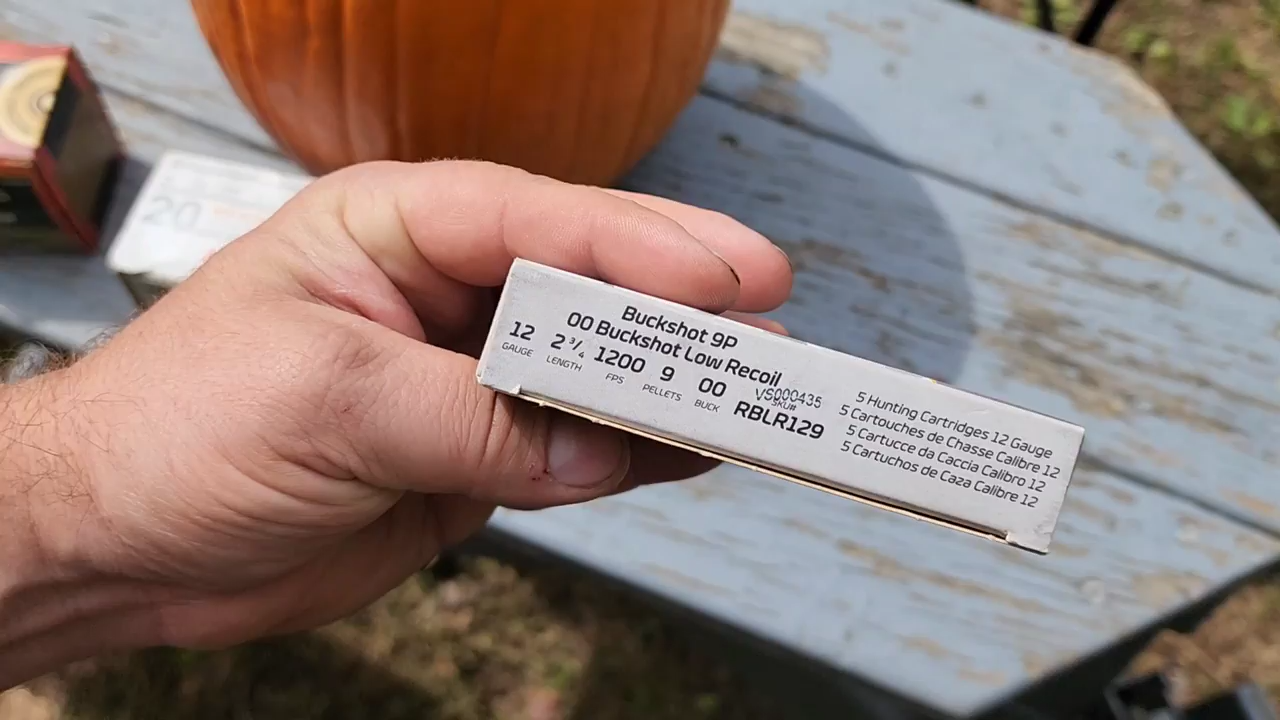 Buckshot 9P
00 Buckshot Low Recoil
12 2 3/4 1200 9 00
GAUGE LENGTH FPS PELLETS BUCK
VS000435
SKU#
RBLR129
5 Hunting Cartridges 12 Gauge
5 Cartouches de Chasse Calibre 12
5 Cartucce da Caccia Calibro 12
5 Cartuchos de Caza Calibre 12
20